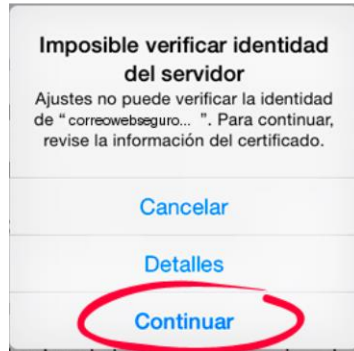 Imposible verificar identidad
del servidor
Ajustes no puede verificar la identidad
de “correowebseguro... ”. Para continuar,
revise la información del certificado.
Cancelar
Detalles
Continuar